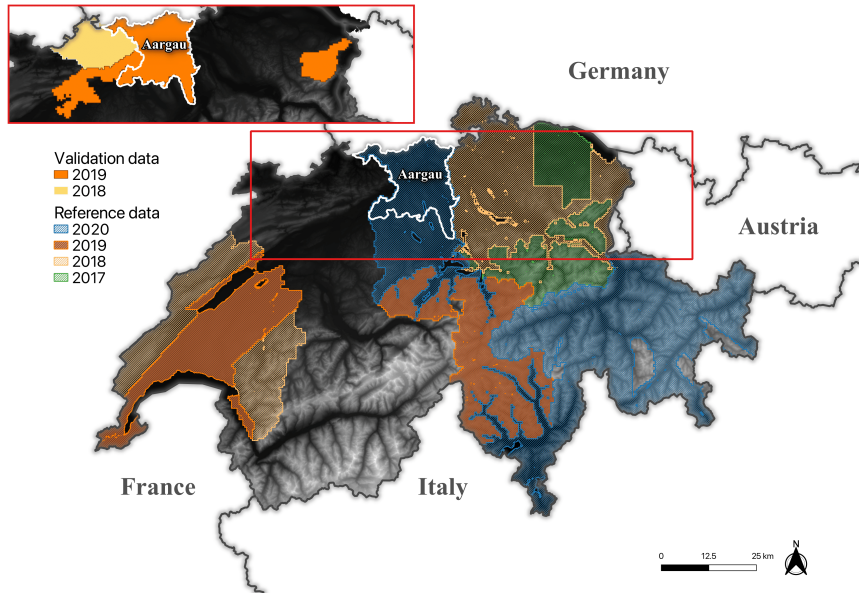 Aargau
Germany
Validation data
2019
2018
Reference data
2020
2019
2018
2017
Aargau
Austria
France
Italy
N
0 12.5 25 km